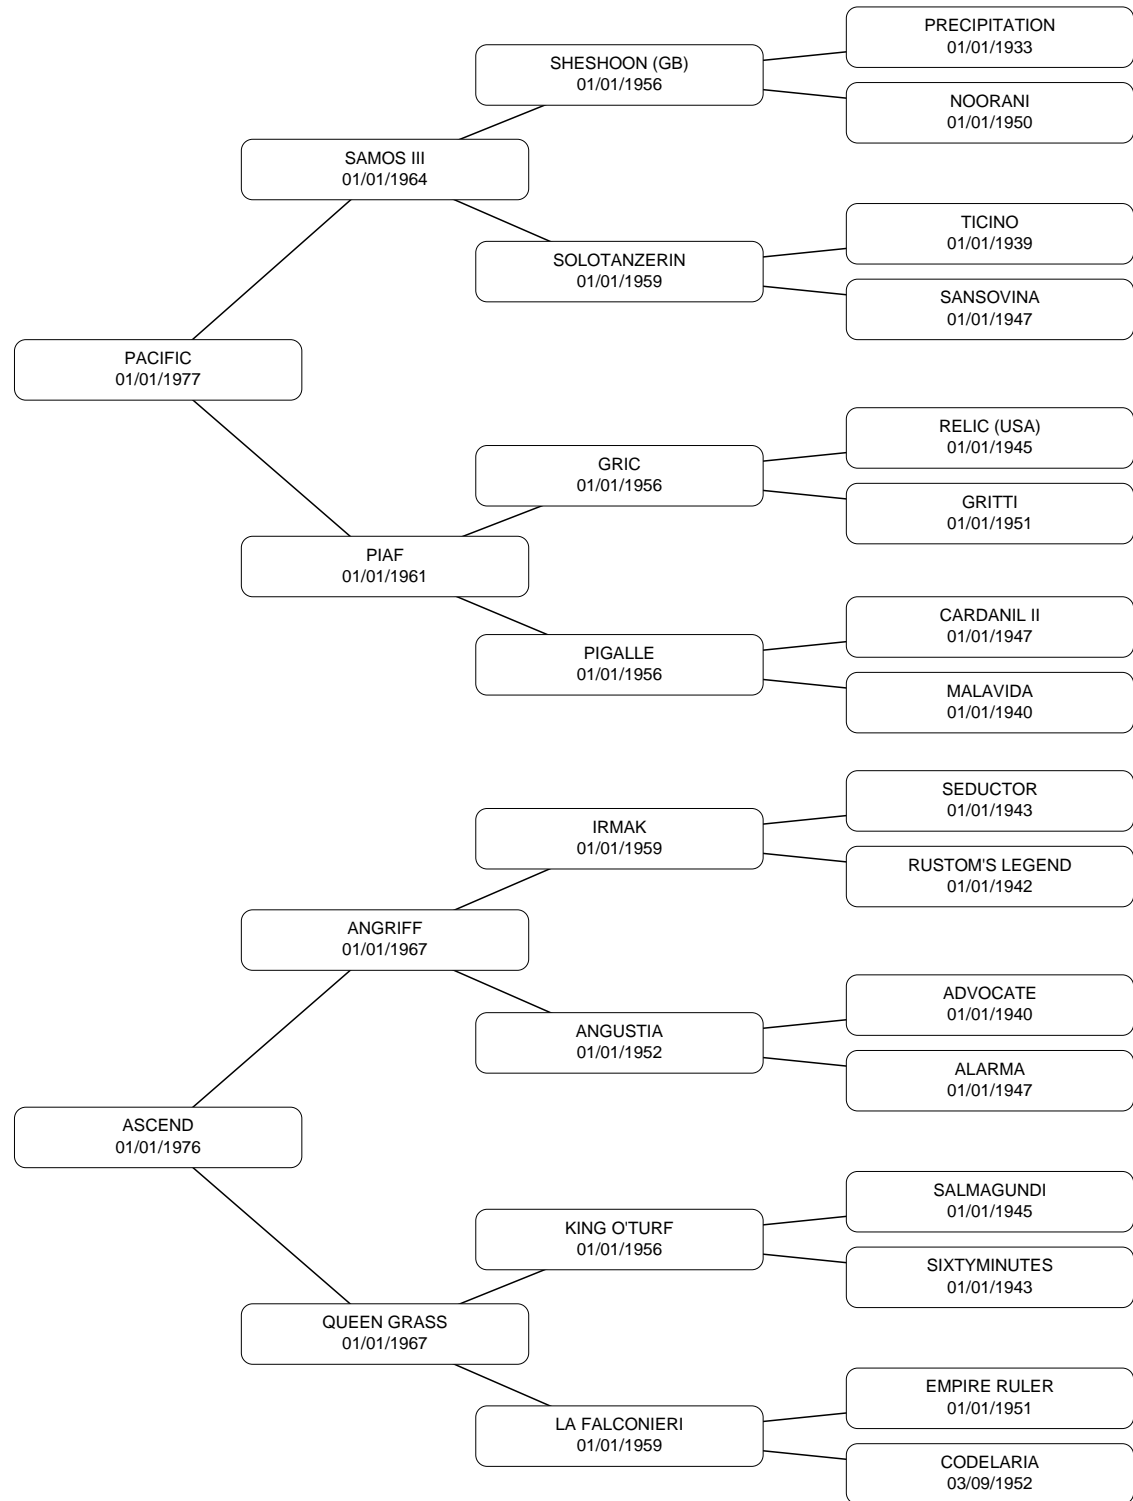 PRECIPITATION
01/01/1933
SHESHOON (GB)
01/01/1956
NOORANI
01/01/1950
SAMOS III
01/01/1964
TICINO
01/01/1939
SOLOTANZERIN
01/01/1959
SANSOVINA
01/01/1947
PACIFIC
01/01/1977
RELIC (USA)
01/01/1945
GRIC
01/01/1956
GRITTI
01/01/1951
PIAF
01/01/1961
CARDANIL II
01/01/1947
PIGALLE
01/01/1956
MALAVIDA
01/01/1940
SEDUCTOR
01/01/1943
IRMAK
01/01/1959
RUSTOM'S LEGEND
01/01/1942
ANGRIFF
01/01/1967
ADVOCATE
01/01/1940
ANGUSTIA
01/01/1952
ALARMA
01/01/1947
ASCEND
01/01/1976
SALMAGUNDI
01/01/1945
KING O'TURF
01/01/1956
SIXTYMINUTES
01/01/1943
QUEEN GRASS
01/01/1967
EMPIRE RULER
01/01/1951
LA FALCONIERI
01/01/1959
CODELARIA
03/09/1952